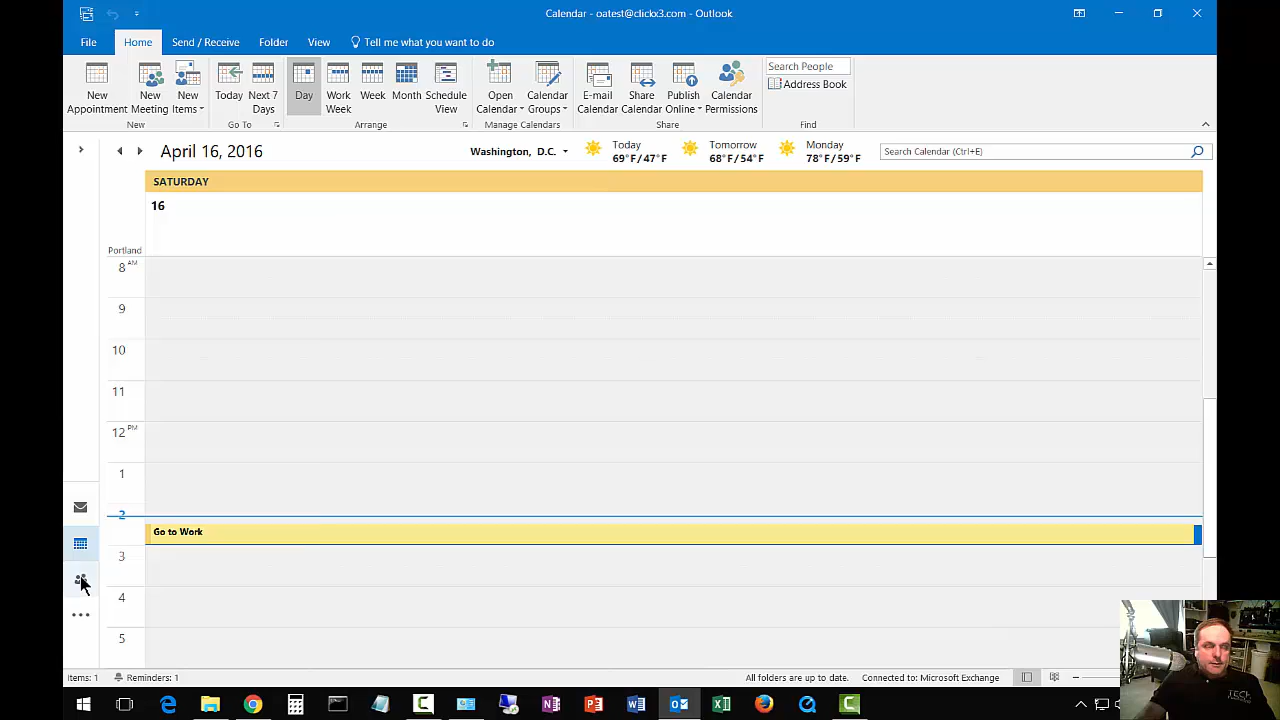 Calendar - oatest@clickx3.com - Outlook
File Home Send / Receive Folder View Tell me what you want to do
New Appointment
New Meeting
New Items
New
Today
Next 7 Days
Go To
Day
Work Week
Week
Month
Schedule View
Arrange
Open Calendar
Calendar Groups
Manage Calendars
E-mail Calendar
Share Calendar
Publish Online
Calendar Permissions
Share
Search People
Address Book
Find
April 16, 2016
Washington, D.C.
Today
69°F/47°F
Tomorrow
68°F/54°F
Monday
78°F/59°F
Search Calendar (Ctrl+E)
SATURDAY
16
Portland
8 AM
9
10
11
12 PM
1
2
Go to Work
3
4
5
Items: 1 Reminders: 1 All folders are up to date. Connected to: Microsoft Exchange